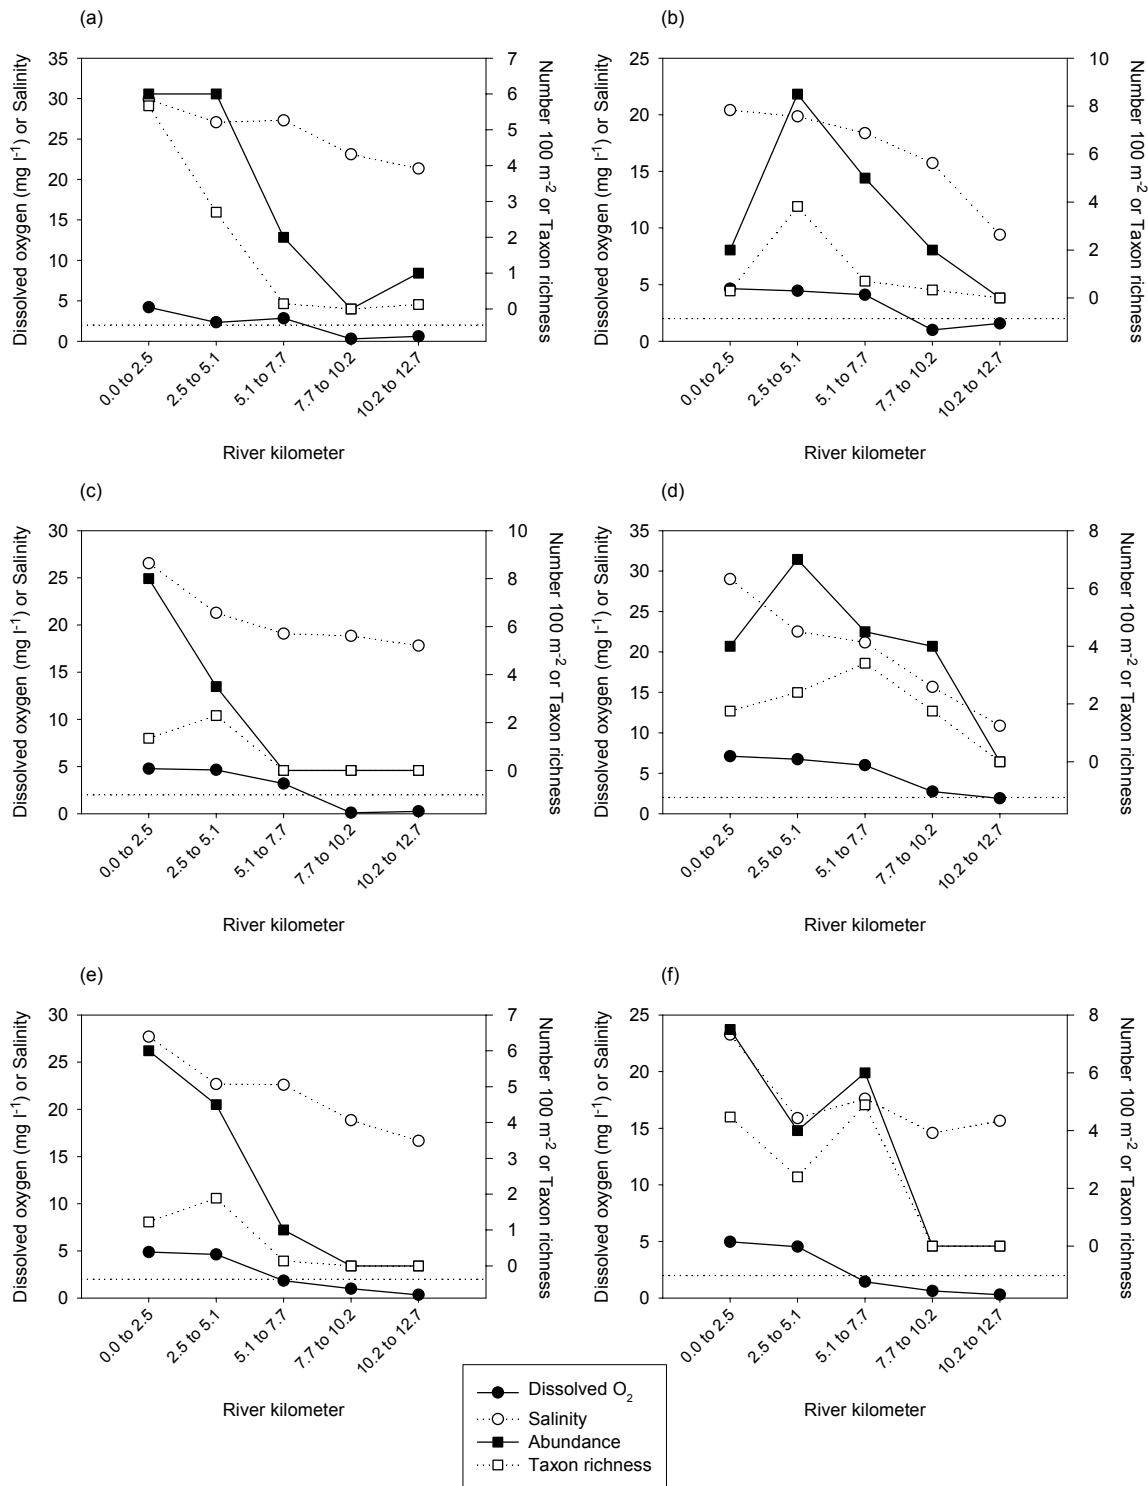 (a)
35
30
25
20
15
10
5
0
Dissolved oxygen (mg l⁻¹) or Salinity
7
6
5
4
3
2
1
0
Number 100 m⁻² or Taxon richness
0.0 to 2.5
2.5 to 5.1
5.1 to 7.7
7.7 to 10.2
10.2 to 12.7
River kilometer
(b)
25
20
15
10
5
0
Dissolved oxygen (mg l⁻¹) or Salinity
10
8
6
4
2
0
Number 100 m⁻² or Taxon richness
0.0 to 2.5
2.5 to 5.1
5.1 to 7.7
7.7 to 10.2
10.2 to 12.7
River kilometer
(c)
30
25
20
15
10
5
0
Dissolved oxygen (mg l⁻¹) or Salinity
10
8
6
4
2
0
Number 100 m⁻² or Taxon richness
0.0 to 2.5
2.5 to 5.1
5.1 to 7.7
7.7 to 10.2
10.2 to 12.7
River kilometer
(d)
35
30
25
20
15
10
5
0
Dissolved oxygen (mg l⁻¹) or Salinity
8
6
4
2
0
Number 100 m⁻² or Taxon richness
0.0 to 2.5
2.5 to 5.1
5.1 to 7.7
7.7 to 10.2
10.2 to 12.7
River kilometer
(e)
30
25
20
15
10
5
0
Dissolved oxygen (mg l⁻¹) or Salinity
7
6
5
4
3
2
1
0
Number 100 m⁻² or Taxon richness
0.0 to 2.5
2.5 to 5.1
5.1 to 7.7
7.7 to 10.2
10.2 to 12.7
River kilometer
(f)
25
20
15
10
5
0
Dissolved oxygen (mg l⁻¹) or Salinity
8
6
4
2
0
Number 100 m⁻² or Taxon richness
0.0 to 2.5
2.5 to 5.1
5.1 to 7.7
7.7 to 10.2
10.2 to 12.7
River kilometer
Dissolved O₂
Salinity
Abundance
Taxon richness